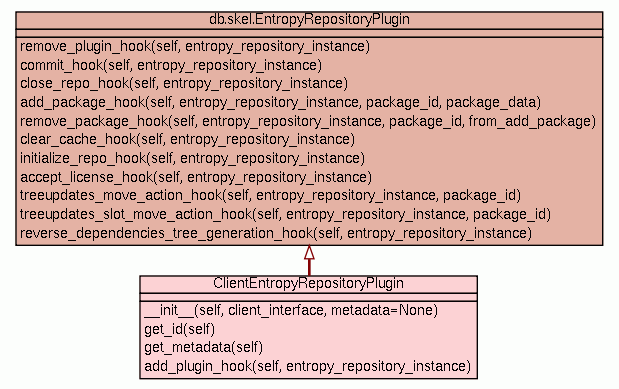 db.skel.EntropyRepositoryPlugin
remove_plugin_hook(self, entropy_repository_instance)
commit_hook(self, entropy_repository_instance)
close_repo_hook(self, entropy_repository_instance)
add_package_hook(self, entropy_repository_instance, package_id, package_data)
remove_package_hook(self, entropy_repository_instance, package_id, from_add_package)
clear_cache_hook(self, entropy_repository_instance)
initialize_repo_hook(self, entropy_repository_instance)
accept_license_hook(self, entropy_repository_instance)
treeupdates_move_action_hook(self, entropy_repository_instance, package_id)
treeupdates_slot_move_action_hook(self, entropy_repository_instance, package_id)
reverse_dependencies_tree_generation_hook(self, entropy_repository_instance)
ClientEntropyRepositoryPlugin
__init__(self, client_interface, metadata=None)
get_id(self)
get_metadata(self)
add_plugin_hook(self, entropy_repository_instance)